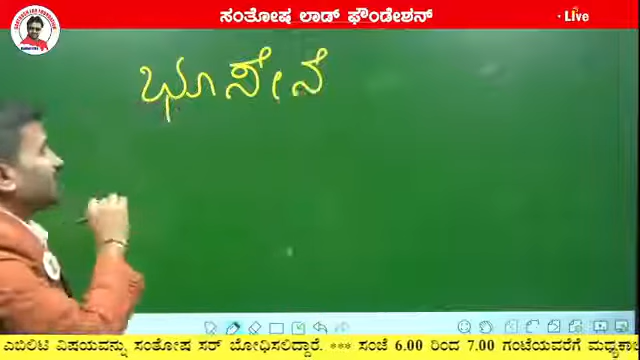 ಸಂತೋಷ ಲಾಡ್ ಫೌಂಡೇಶನ್
· Live
ಭೂಸೇನೆ
ಎಬಿಲಿಟಿ ವಿಷಯವನ್ನು ಸಂತೋಷ ಸರ್ ಬೋಧಿಸಲಿದ್ದಾರೆ. *** ಸಂಜೆ 6.00 ರಿಂದ 7.00 ಗಂಟೆಯವರೆಗೆ